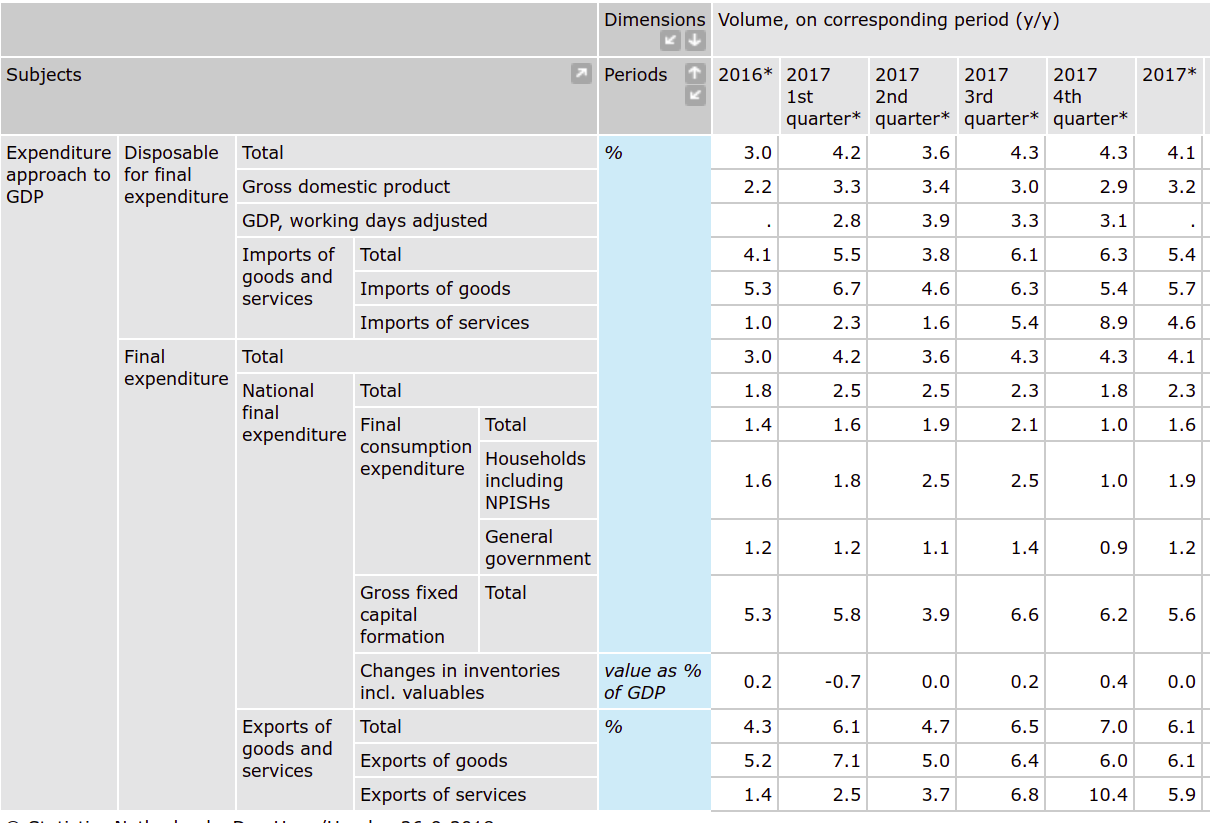 Dimensions Volume, on corresponding period (y/y)
Subjects Periods 2016* 2017 1st quarter* 2017 2nd quarter* 2017 3rd quarter* 2017 4th quarter* 2017*
Expenditure approach to GDP Disposable for final expenditure Total % 3.0 4.2 3.6 4.3 4.3 4.1
Gross domestic product 2.2 3.3 3.4 3.0 2.9 3.2
GDP, working days adjusted . 2.8 3.9 3.3 3.1 .
Imports of goods and services Total 4.1 5.5 3.8 6.1 6.3 5.4
Imports of goods 5.3 6.7 4.6 6.3 5.4 5.7
Imports of services 1.0 2.3 1.6 5.4 8.9 4.6
Final expenditure Total 3.0 4.2 3.6 4.3 4.3 4.1
National final expenditure Total 1.8 2.5 2.5 2.3 1.8 2.3
Final consumption expenditure Total 1.4 1.6 1.9 2.1 1.0 1.6
Households including NPISHs 1.6 1.8 2.5 2.5 1.0 1.9
General government 1.2 1.2 1.1 1.4 0.9 1.2
Gross fixed capital formation Total 5.3 5.8 3.9 6.6 6.2 5.6
Changes in inventories incl. valuables value as % of GDP 0.2 -0.7 0.0 0.2 0.4 0.0
Exports of goods and services Total % 4.3 6.1 4.7 6.5 7.0 6.1
Exports of goods 5.2 7.1 5.0 6.4 6.0 6.1
Exports of services 1.4 2.5 3.7 6.8 10.4 5.9